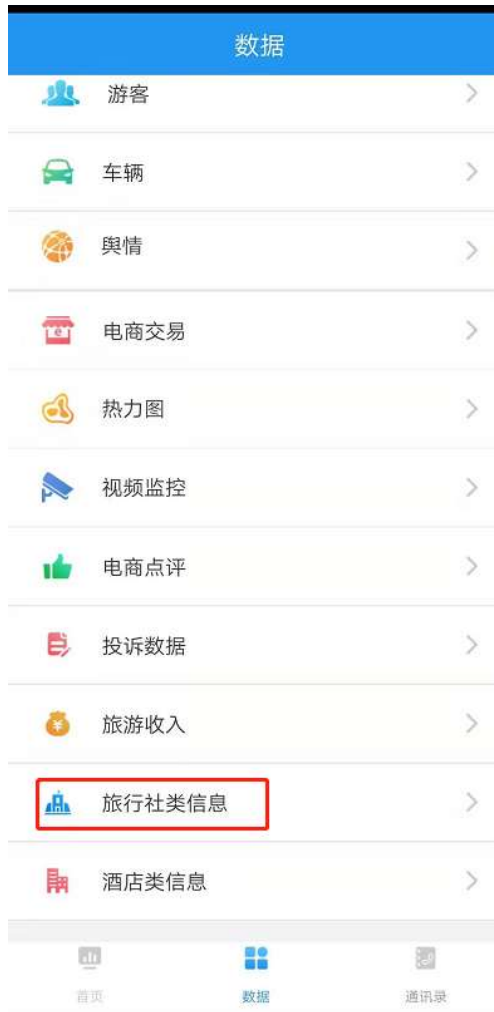 数据
游客
车辆
舆情
电商交易
热力图
视频监控
电商点评
投诉数据
旅游收入
旅行社类信息
酒店类信息
首页
数据
通讯录